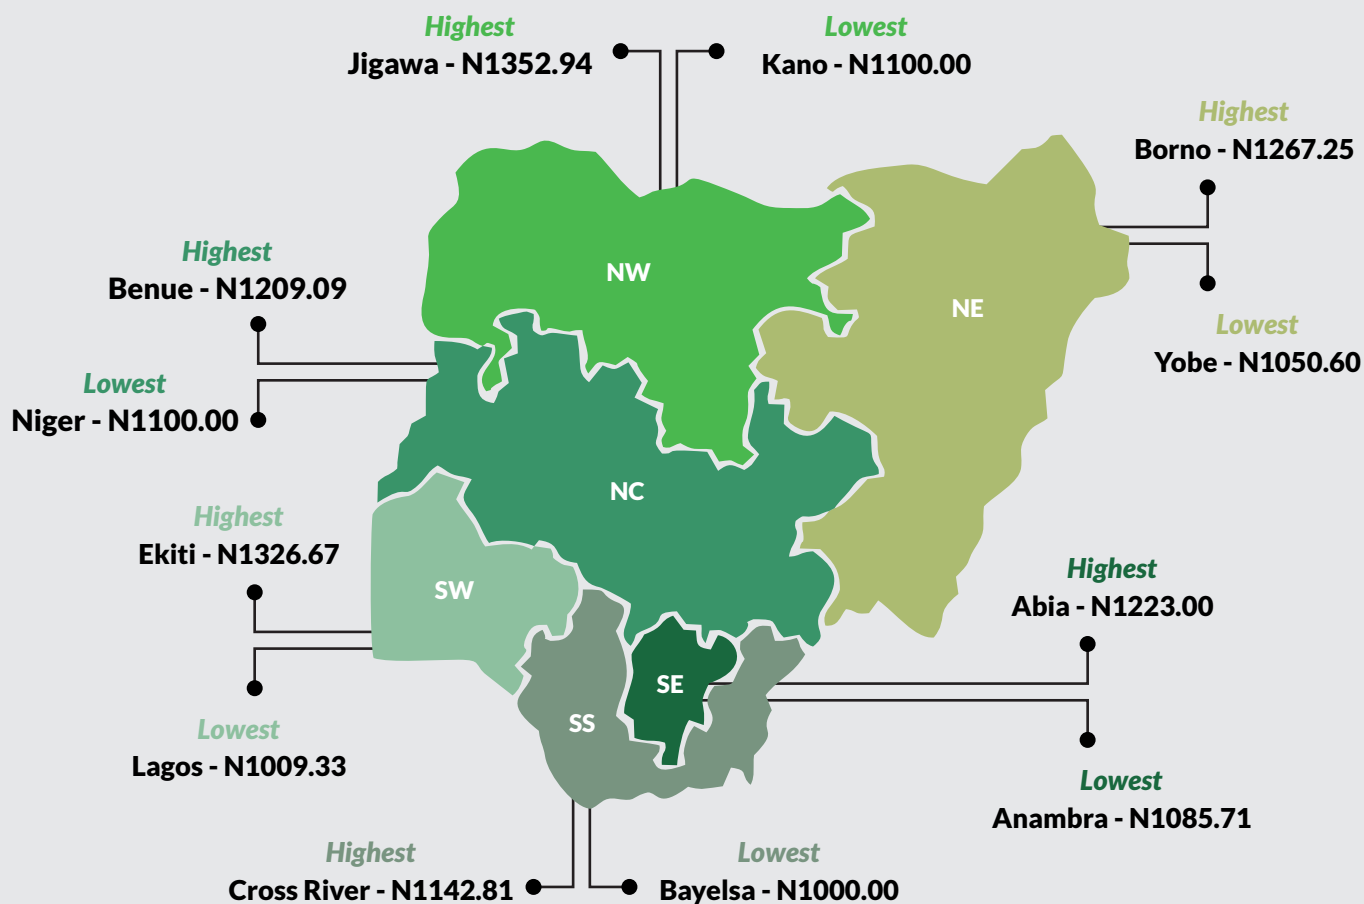 Highest
Jigawa - N1352.94
Lowest
Kano - N1100.00
Highest
Borno - N1267.25
Lowest
Yobe - N1050.60
Highest
Benue - N1209.09
Lowest
Niger - N1100.00
NW
NE
NC
Highest
Ekiti - N1326.67
Lowest
Lagos - N1009.33
SW
SS
SE
Highest
Abia - N1223.00
Lowest
Anambra - N1085.71
Highest
Cross River - N1142.81
Lowest
Bayelsa - N1000.00